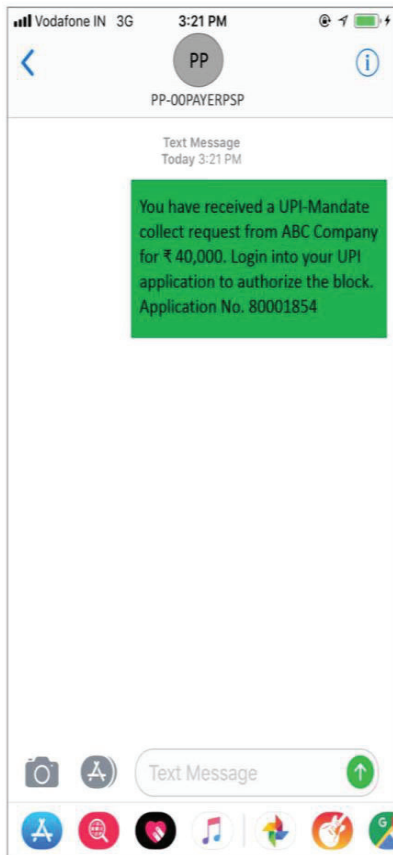 Vodafone IN 3G 3:21 PM
PP
PP-OOPAYERPSP
Text Message
Today 3:21 PM
You have received a UPI-Mandate
collect request from ABC Company
for ₹ 40,000. Login into your UPI
application to authorize the block.
Application No. 80001854
Text Message
G